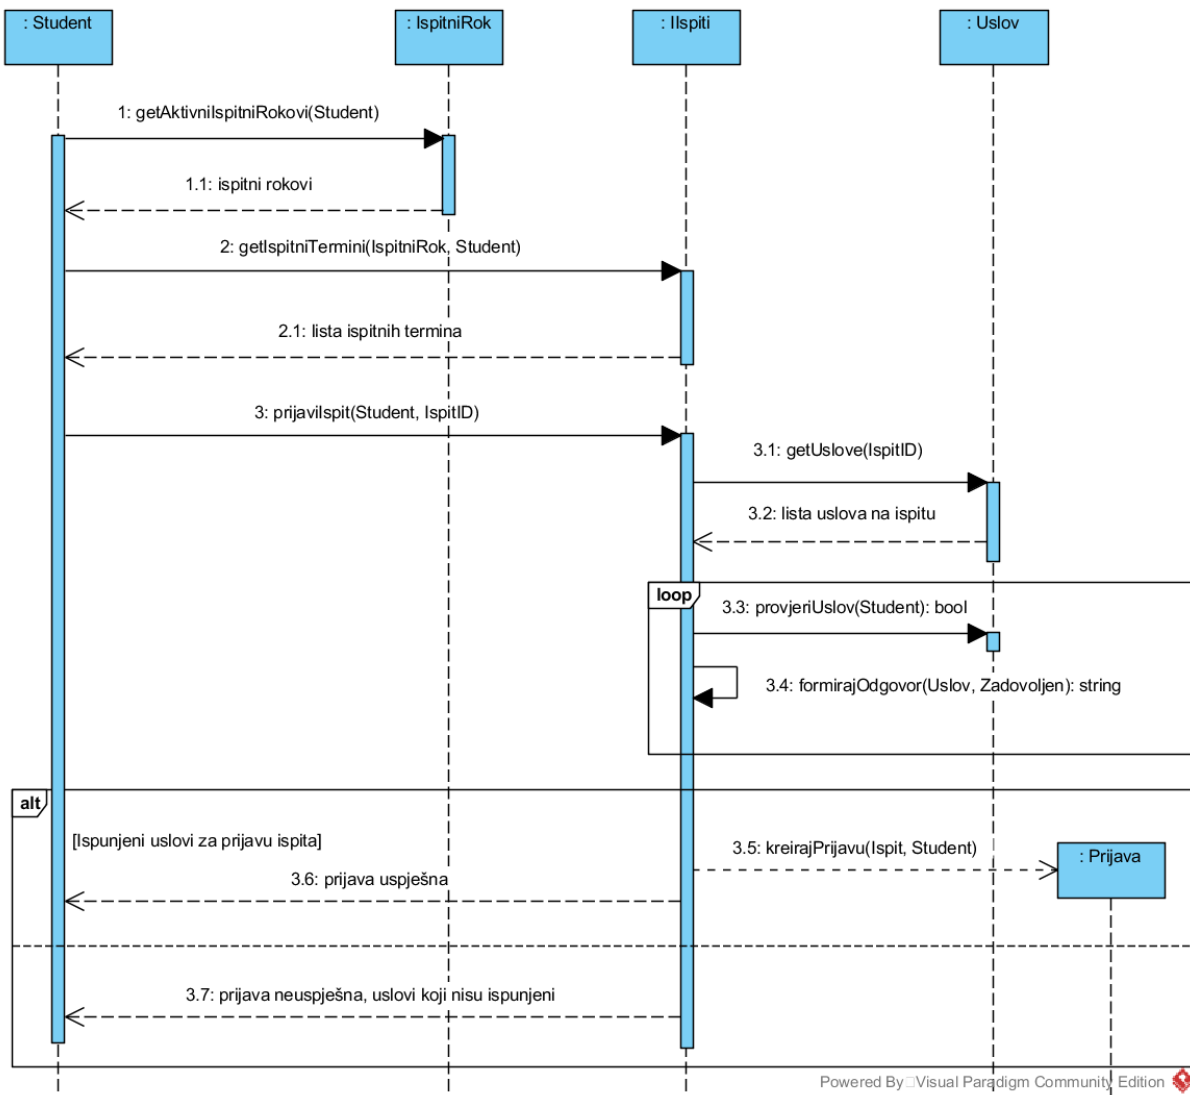 : Student
: IspitniRok
: IIspiti
: Uslov
1: getAktivniIspitniRokovi(Student)
1.1: ispitni rokovi
2: getIspitniTermini(IspitniRok, Student)
2.1: lista ispitnih termina
3: prijaviIspit(Student, IspitID)
3.1: getUslove(IspitID)
3.2: lista uslova na ispitu
loop
3.3: provjeriUslov(Student): bool
3.4: formirajOdgovor(Uslov, Zadovoljen): string
alt
[Ispunjeni uslovi za prijavu ispita]
3.5: kreirajPrijavu(Ispit, Student)
: Prijava
3.6: prijava uspješna
3.7: prijava neuspješna, uslovi koji nisu ispunjeni
Powered By Visual Paradigm Community Edition